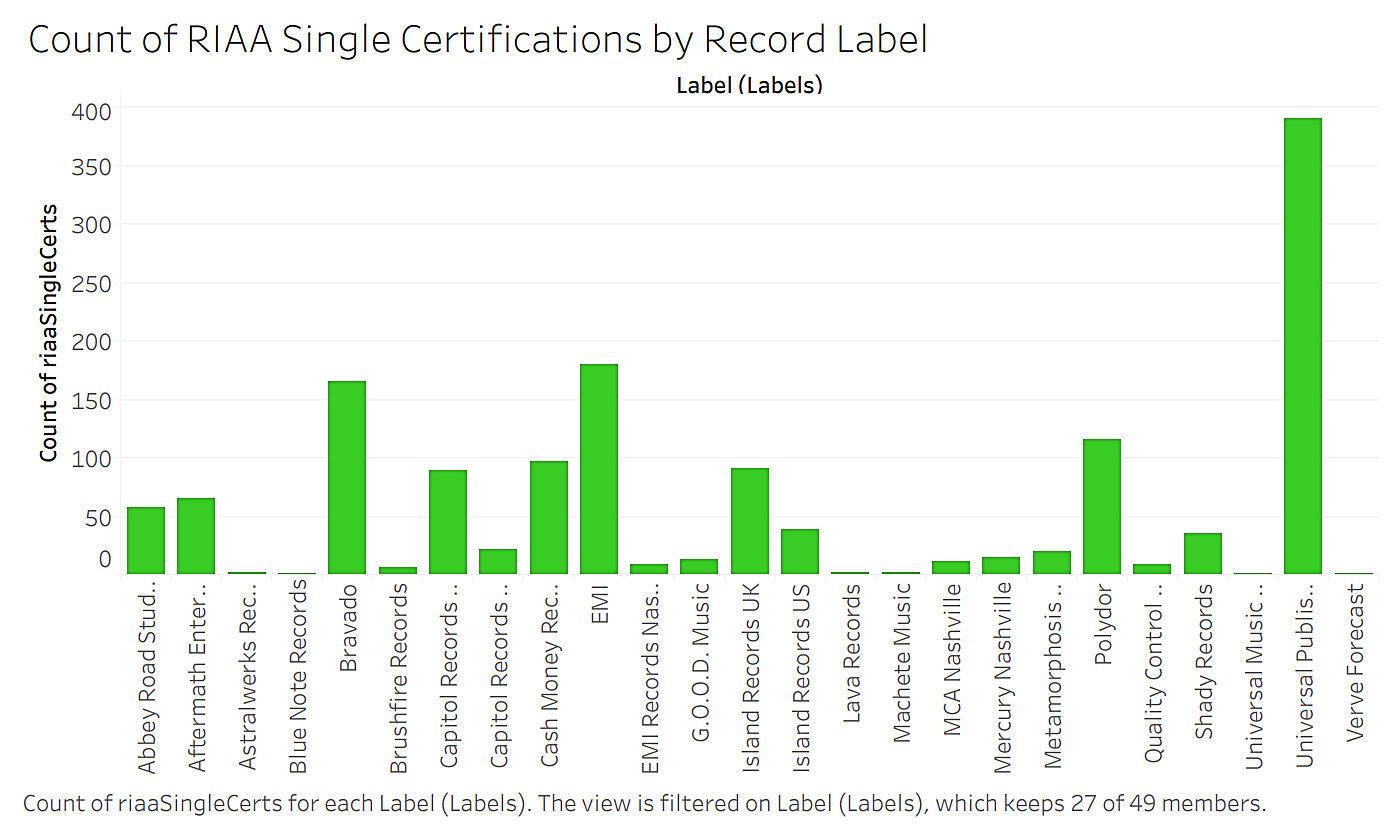 Count of RIAA Single Certifications by Record Label
Label (Labels)
Count of riaaSingleCerts
400
350
300
250
200
150
100
50
0
Abbey Road Stud..
Aftermath Enter..
Astralwerks Rec..
Blue Note Records
Bravado
Brushfire Records
Capitol Records ..
Capitol Records ..
Cash Money Rec..
EMI
EMI Records Nas..
G.O.O.D. Music
Island Records UK
Island Records US
Lava Records
Machete Music
MCA Nashville
Mercury Nashville
Metamorphosis ..
Polydor
Quality Control ..
Shady Records
Universal Music ..
Universal Publis..
Verve Forecast
Count of riaaSingleCerts for each Label (Labels). The view is filtered on Label (Labels), which keeps 27 of 49 members.